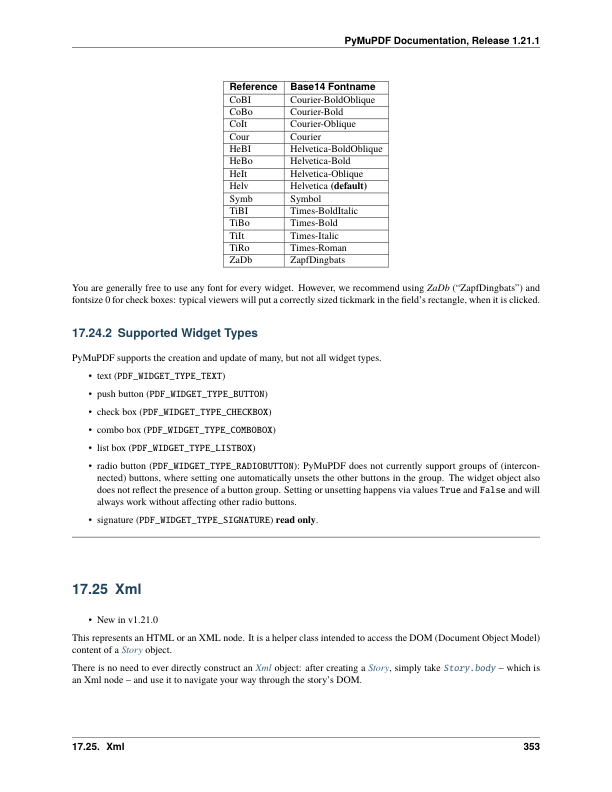 PyMuPDF Documentation, Release 1.21.1
Reference Base14 Fontname
CoBI Courier-BoldOblique
CoBo Courier-Bold
CoIt Courier-Oblique
Cour Courier
HeBI Helvetica-BoldOblique
HeBo Helvetica-Bold
HeIt Helvetica-Oblique
Helv Helvetica (default)
Symb Symbol
TiBI Times-BoldItalic
TiBo Times-Bold
TiIt Times-Italic
TiRo Times-Roman
ZaDb ZapfDingbats
You are generally free to use any font for every widget. However, we recommend using ZaDb (“ZapfDingbats”) and
fontsize 0 for check boxes: typical viewers will put a correctly sized tickmark in the field’s rectangle, when it is clicked.
17.24.2 Supported Widget Types
PyMuPDF supports the creation and update of many, but not all widget types.
• text (PDF_WIDGET_TYPE_TEXT)
• push button (PDF_WIDGET_TYPE_BUTTON)
• check box (PDF_WIDGET_TYPE_CHECKBOX)
• combo box (PDF_WIDGET_TYPE_COMBOBOX)
• list box (PDF_WIDGET_TYPE_LISTBOX)
• radio button (PDF_WIDGET_TYPE_RADIOBUTTON): PyMuPDF does not currently support groups of (intercon-
nected) buttons, where setting one automatically unsets the other buttons in the group. The widget object also
does not reflect the presence of a button group. Setting or unsetting happens via values True and False and will
always work without affecting other radio buttons.
• signature (PDF_WIDGET_TYPE_SIGNATURE) read only.
17.25 Xml
• New in v1.21.0
This represents an HTML or an XML node. It is a helper class intended to access the DOM (Document Object Model)
content of a Story object.
There is no need to ever directly construct an Xml object: after creating a Story, simply take Story.body – which is
an Xml node – and use it to navigate your way through the story’s DOM.
17.25. Xml 353